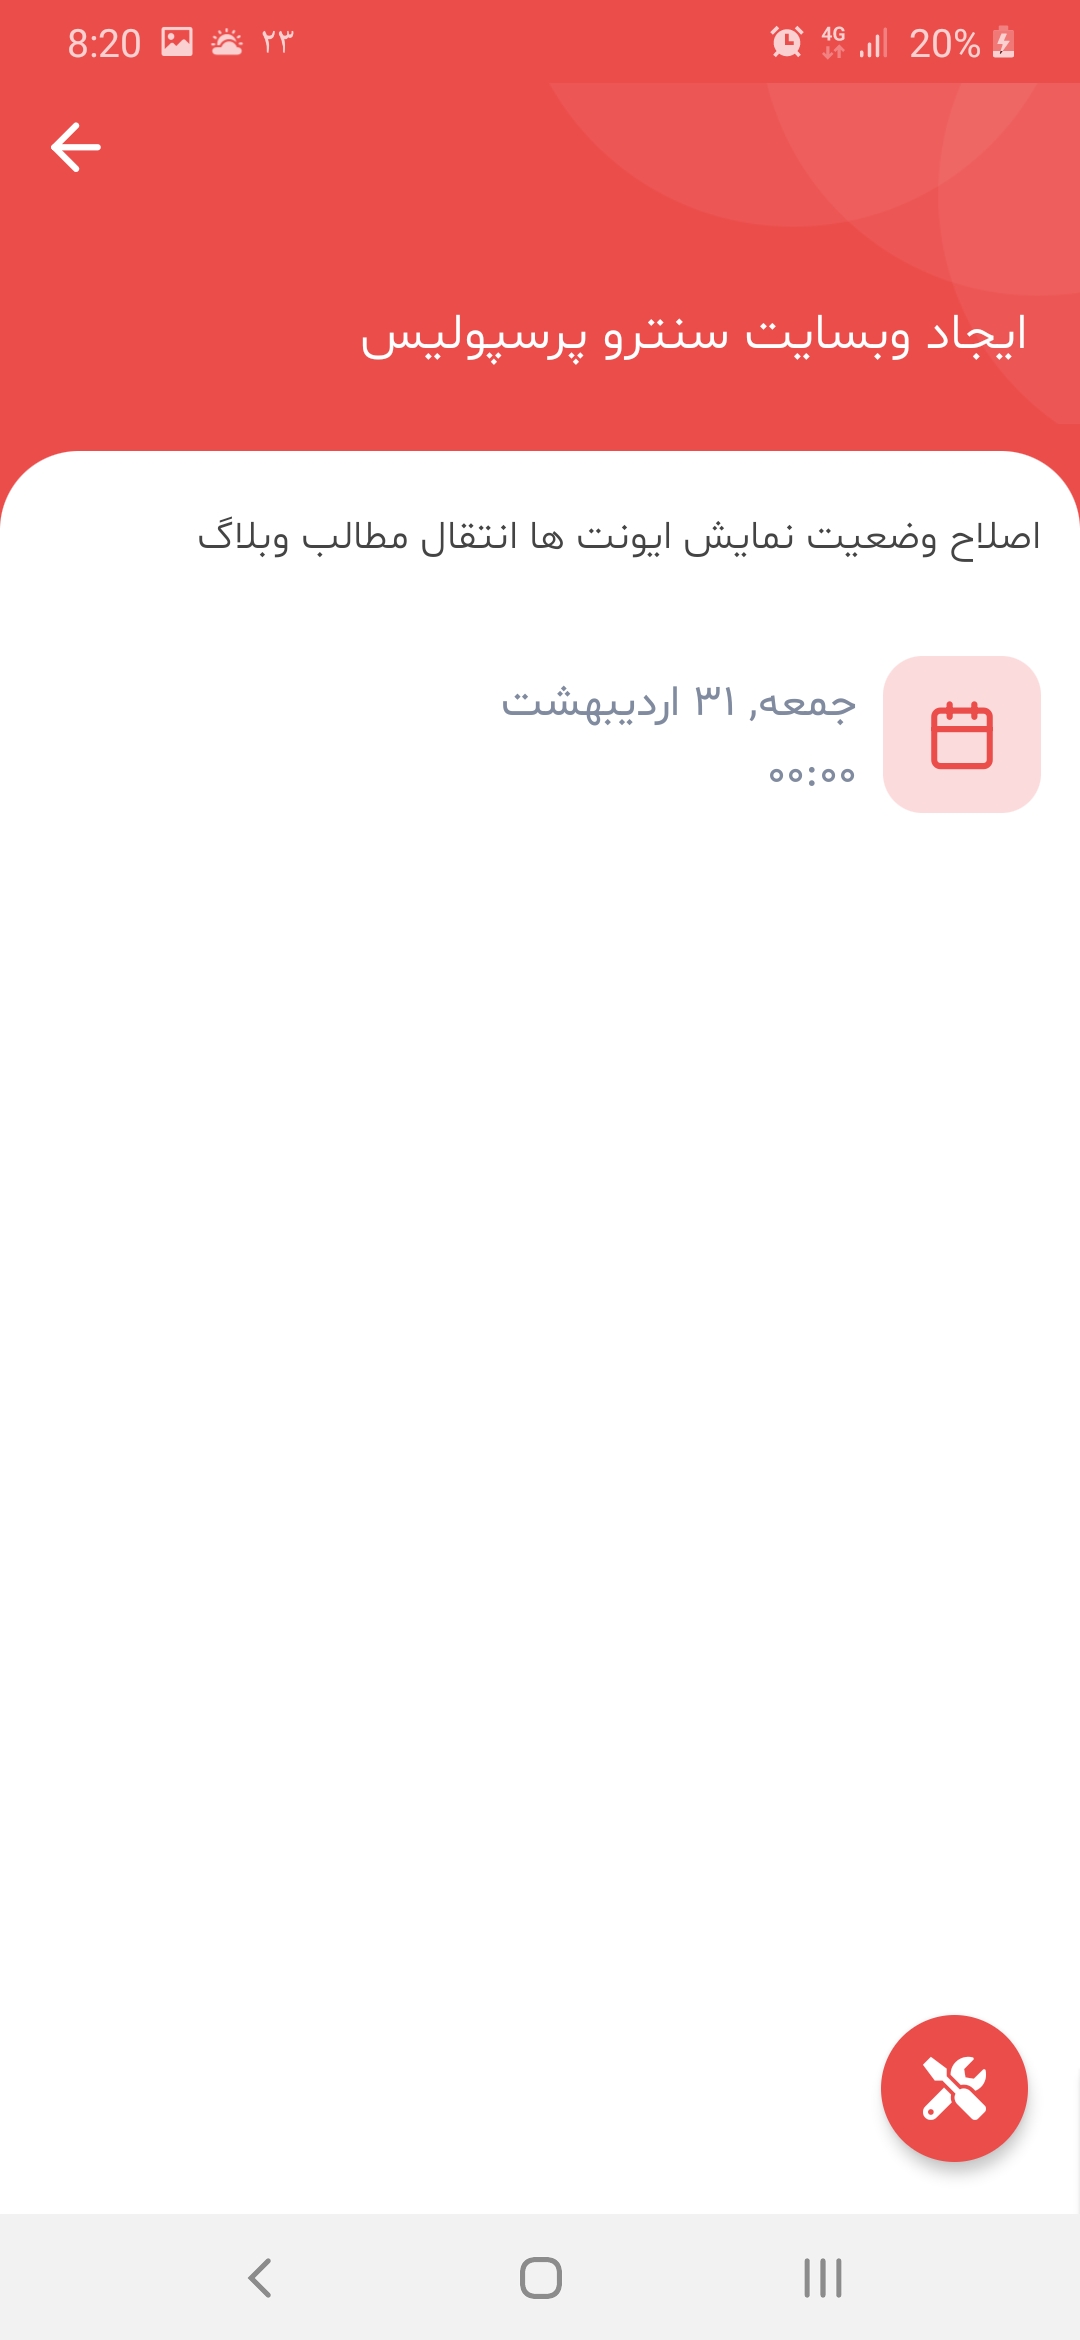 8:20 ۲۳ 4G 20%
ایجاد وبسایت سنترو پرسپولیس
اصلاح وضعیت نمایش ایونت ها انتقال مطالب وبلاگ
جمعه, ۳۱ اردیبهشت
۰۰:۰۰